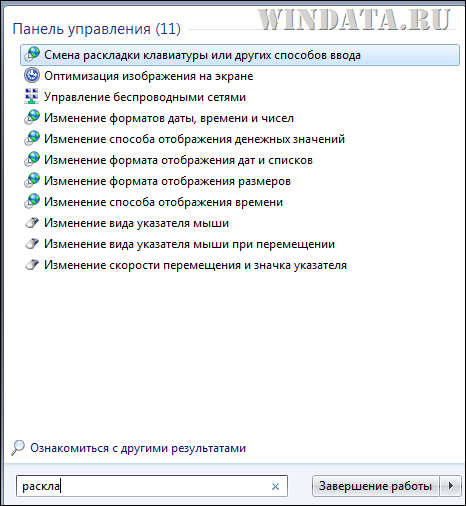 WINDATA.RU
Панель управления (11)
Смена раскладки клавиатуры или других способов ввода
Оптимизация изображения на экране
Управление беспроводными сетями
Изменение форматов даты, времени и чисел
Изменение способа отображения денежных значений
Изменение формата отображения дат и списков
Изменение формата отображения размеров
Изменение способа отображения времени
Изменение вида указателя мыши
Изменение вида указателя мыши при перемещении
Изменение скорости перемещения и значка указателя
Ознакомиться с другими результатами
раскла
Завершение работы